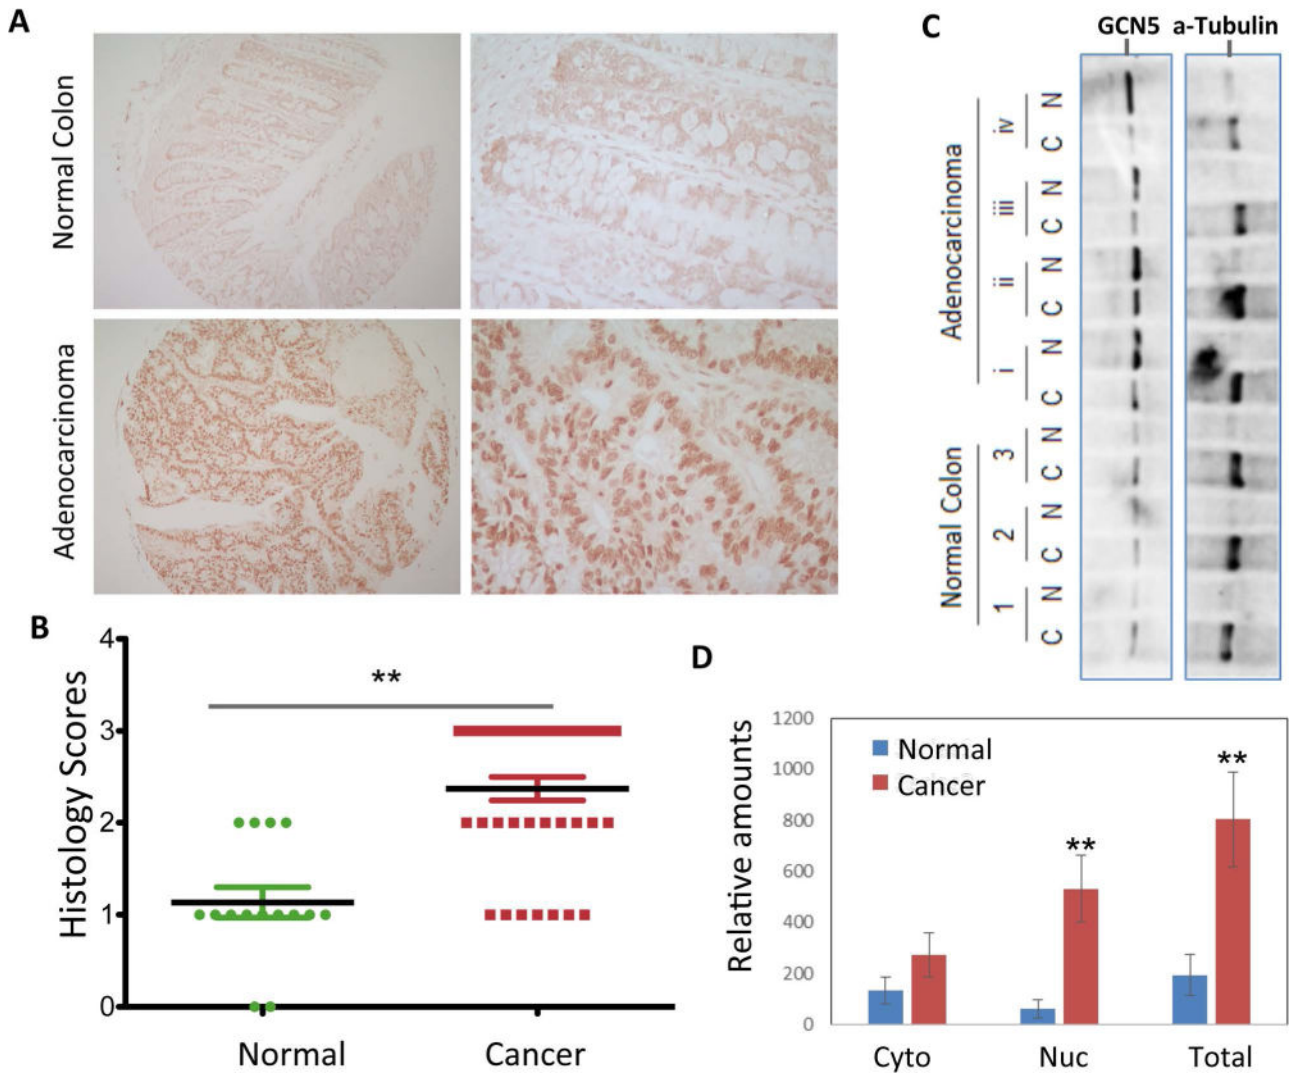 A
Normal Colon
Adenocarcinoma
B
Histology Scores
4
3
2
1
0
**
Normal
Cancer
C
GCN5 a-Tubulin
Adenocarcinoma
iv
N
C
iii
N
C
ii
N
C
i
N
C
Normal Colon
3
N
C
2
N
C
1
N
C
D
Relative amounts
1200
1000
800
600
400
200
0
Normal
Cancer
**
**
Cyto
Nuc
Total